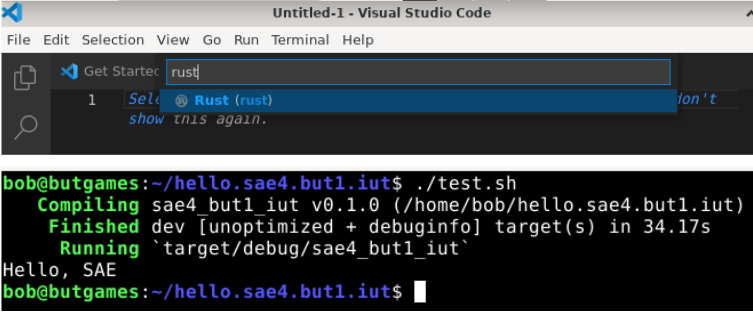 Untitled-1 - Visual Studio Code
File Edit Selection View Go Run Terminal Help
Get Started rust
Rust (rust)
1 Sele don't
show this again.
bob@butgames:~/hello.sae4.but1.iut$ ./test.sh
Compiling sae4_but1_iut v0.1.0 (/home/bob/hello.sae4.but1.iut)
Finished dev [unoptimized + debuginfo] target(s) in 34.17s
Running `target/debug/sae4_but1_iut`
Hello, SAE
bob@butgames:~/hello.sae4.but1.iut$